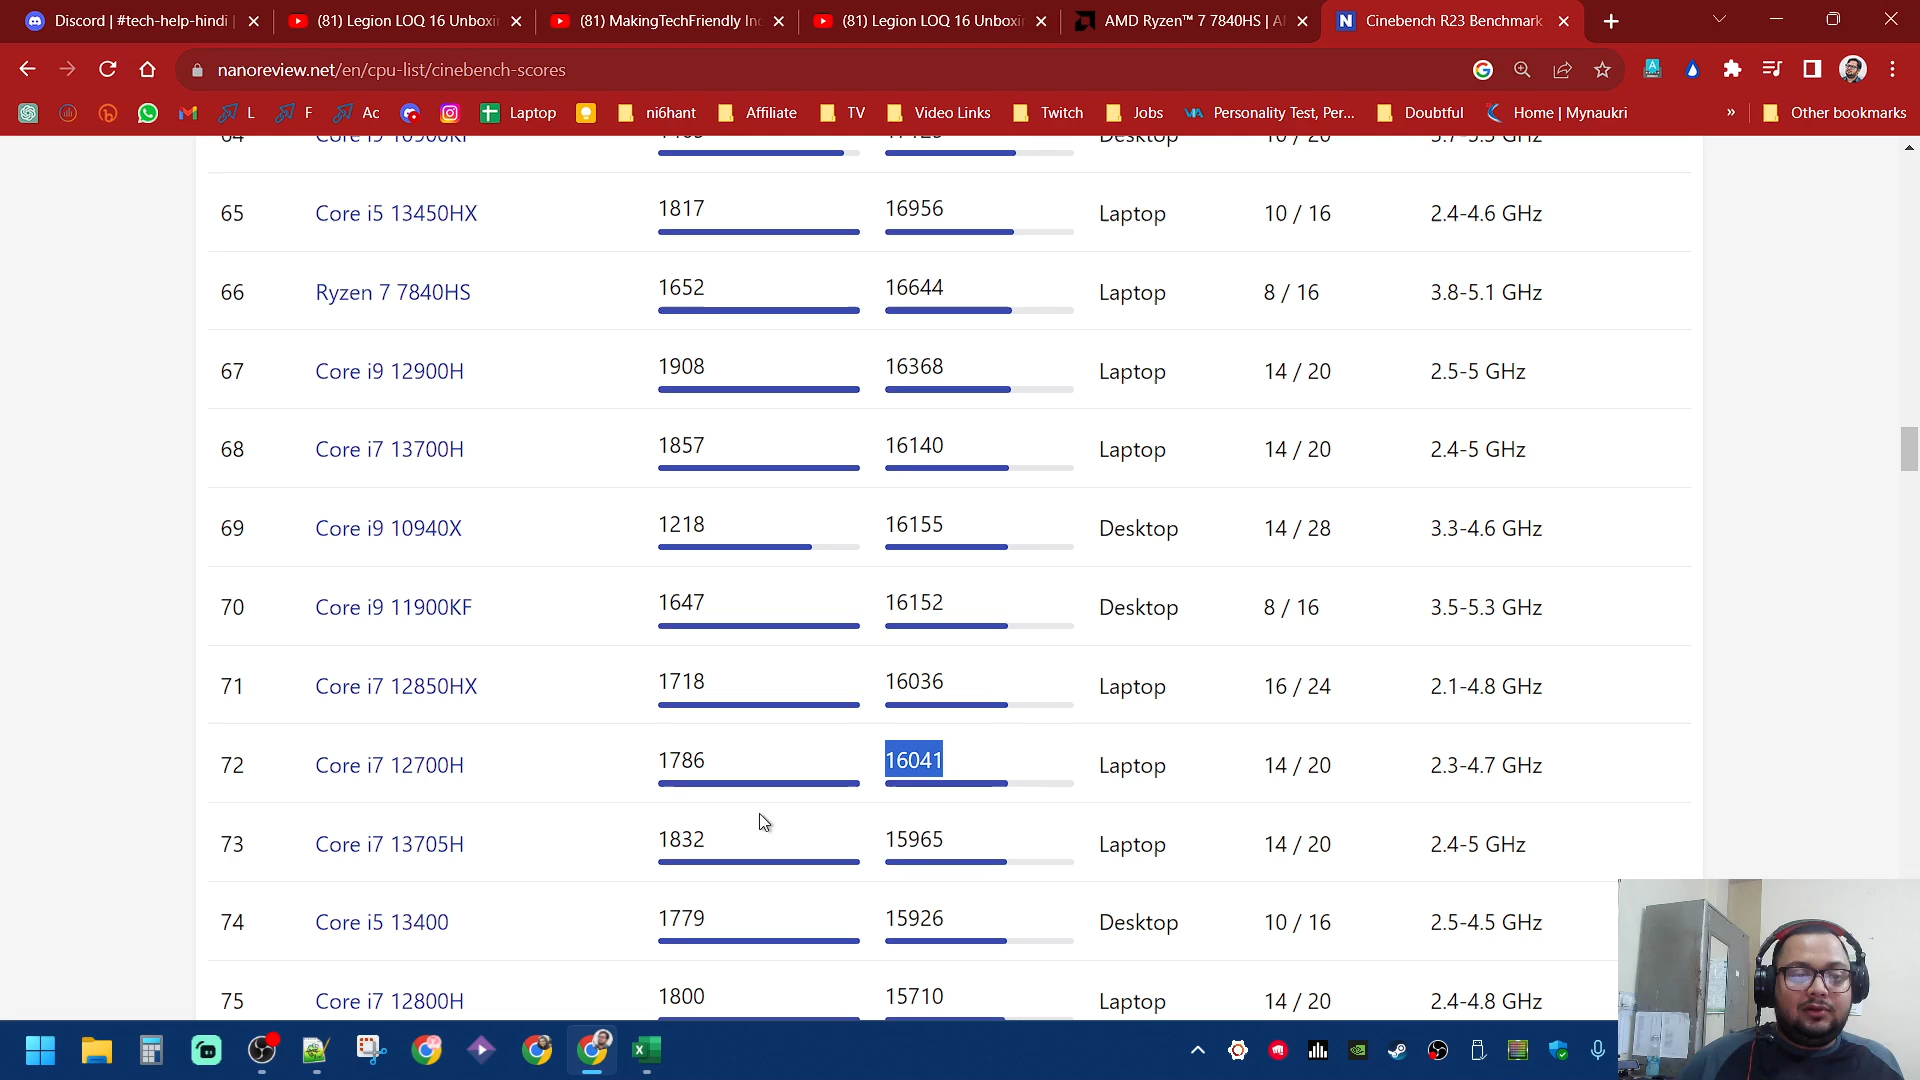 Discord | #tech-help-hindi |
(81) Legion LOQ 16 Unboxin
(81) MakingTechFriendly Inc
(81) Legion LOQ 16 Unboxin
AMD Ryzen™ 7 7840HS | A
N Cinebench R23 Benchmark
nanoreview.net/en/cpu-list/cinebench-scores
L F Ac Laptop ni6hant Affiliate TV Video Links Twitch Jobs Personality Test, Per... Doubtful Home | Mynaukri » Other bookmarks
65 Core i5 13450HX 1817 16956 Laptop 10 / 16 2.4-4.6 GHz
66 Ryzen 7 7840HS 1652 16644 Laptop 8 / 16 3.8-5.1 GHz
67 Core i9 12900H 1908 16368 Laptop 14 / 20 2.5-5 GHz
68 Core i7 13700H 1857 16140 Laptop 14 / 20 2.4-5 GHz
69 Core i9 10940X 1218 16155 Desktop 14 / 28 3.3-4.6 GHz
70 Core i9 11900KF 1647 16152 Desktop 8 / 16 3.5-5.3 GHz
71 Core i7 12850HX 1718 16036 Laptop 16 / 24 2.1-4.8 GHz
72 Core i7 12700H 1786 16041 Laptop 14 / 20 2.3-4.7 GHz
73 Core i7 13705H 1832 15965 Laptop 14 / 20 2.4-5 GHz
74 Core i5 13400 1779 15926 Desktop 10 / 16 2.5-4.5 GHz
75 Core i7 12800H 1800 15710 Laptop 14 / 20 2.4-4.8 GHz